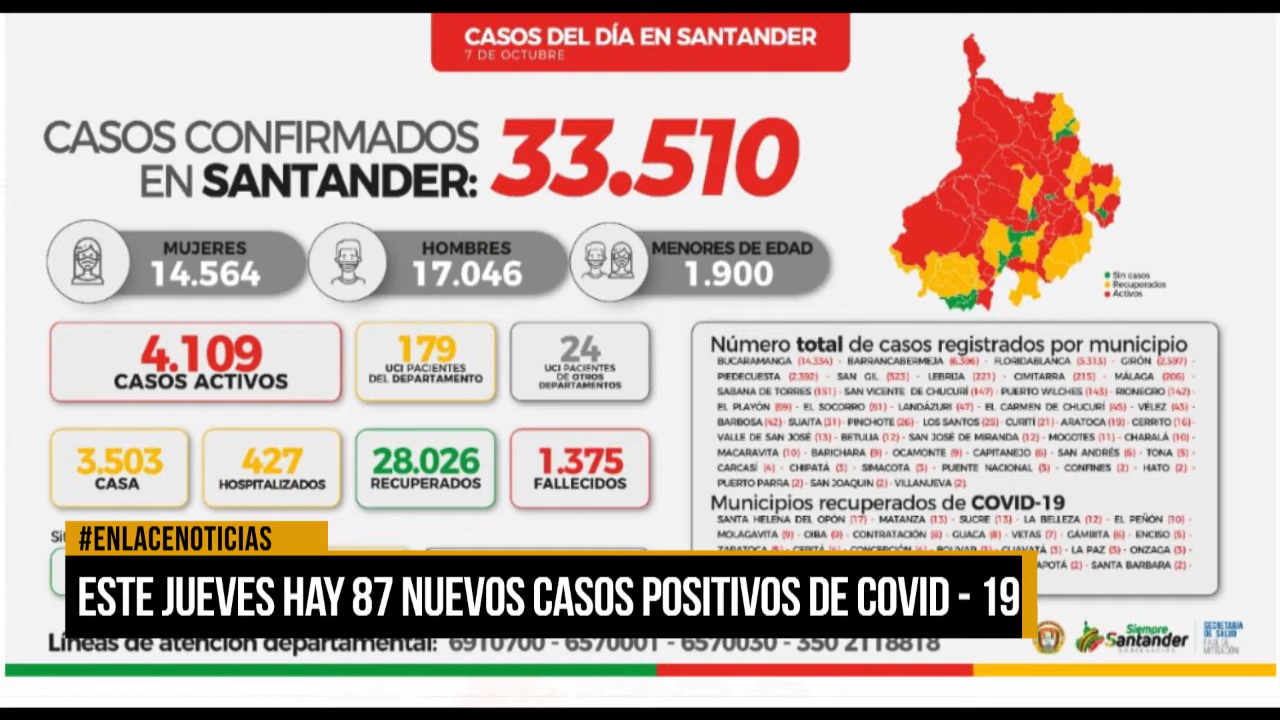 CASOS DEL DÍA EN SANTANDER
7 DE OCTUBRE
CASOS CONFIRMADOS
EN SANTANDER: 33.510
MUJERES
14.564
HOMBRES
17.046
MENORES DE EDAD
1.900
Sin casos
Recuperados
Activos
4.109
CASOS ACTIVOS
179
UCI PACIENTES
DEL DEPARTAMENTO
24
UCI PACIENTES
DE OTROS
DEPARTAMENTOS
3.503
CASA
427
HOSPITALIZADOS
28.026
RECUPERADOS
1.375
FALLECIDOS
Número total de casos registrados por municipio
BUCARAMANGA (14.334) - BARRANCABERMEJA (6.396) - FLORIDABLANCA (5.313) - GIRÓN (2.597) -
PIEDECUESTA (2.392) - SAN GIL (523) - LEBRIJA (221) - CIMITARRA (215) - MÁLAGA (206) -
SABANA DE TORRES (151) - SAN VICENTE DE CHUCURÍ (147) - PUERTO WILCHES (143) - RIONEGRO (142) -
EL PLAYÓN (69) - EL SOCORRO (61) - LANDÁZURI (47) - EL CARMEN DE CHUCURÍ (45) - VÉLEZ (43) -
BARBOSA (42) - SUAITA (31) - PINCHOTE (26) - LOS SANTOS (25) - CURITÍ (21) - ARATOCA (19) - CERRITO (16) -
VALLE DE SAN JOSÉ (13) - BETULIA (12) - SAN JOSÉ DE MIRANDA (12) - MOGOTES (11) - CHARALÁ (10) -
MACARAVITA (10) - BARICHARA (9) - OCAMONTE (9) - CAPITANEJO (6) - SAN ANDRÉS (6) - TONA (5) -
CARCASÍ (4) - CHIPATÁ (3) - SIMACOTA (3) - PUENTE NACIONAL (3) - CONFINES (2) - HATO (2) -
PUERTO PARRA (2) - SAN JOAQUIN (2) - VILLANUEVA (2)
Municipios recuperados de COVID-19
SANTA HELENA DEL OPÓN (17) - MATANZA (13) - SUCRE (13) - LA BELLEZA (12) - EL PEÑÓN (10) -
MOLAGAVITA (9) - OIBA (9) - CONTRATACIÓN (8) - GUACA (8) - VETAS (7) - GÁMBITA (6) - ENCISO (5) -
(3) - LA PAZ (3) - ONZAGA (3) -
(2) - SANTA BARBARA (2) -
#ENLACENOTICIAS
ESTE JUEVES HAY 87 NUEVOS CASOS POSITIVOS DE COVID - 19
Líneas de atención departamental: - 6570001 - 6570030 - 350 2118818
Siempre
Santander
SECRETARÍA
DE SALUD
FASE DE
MITIGACIÓN